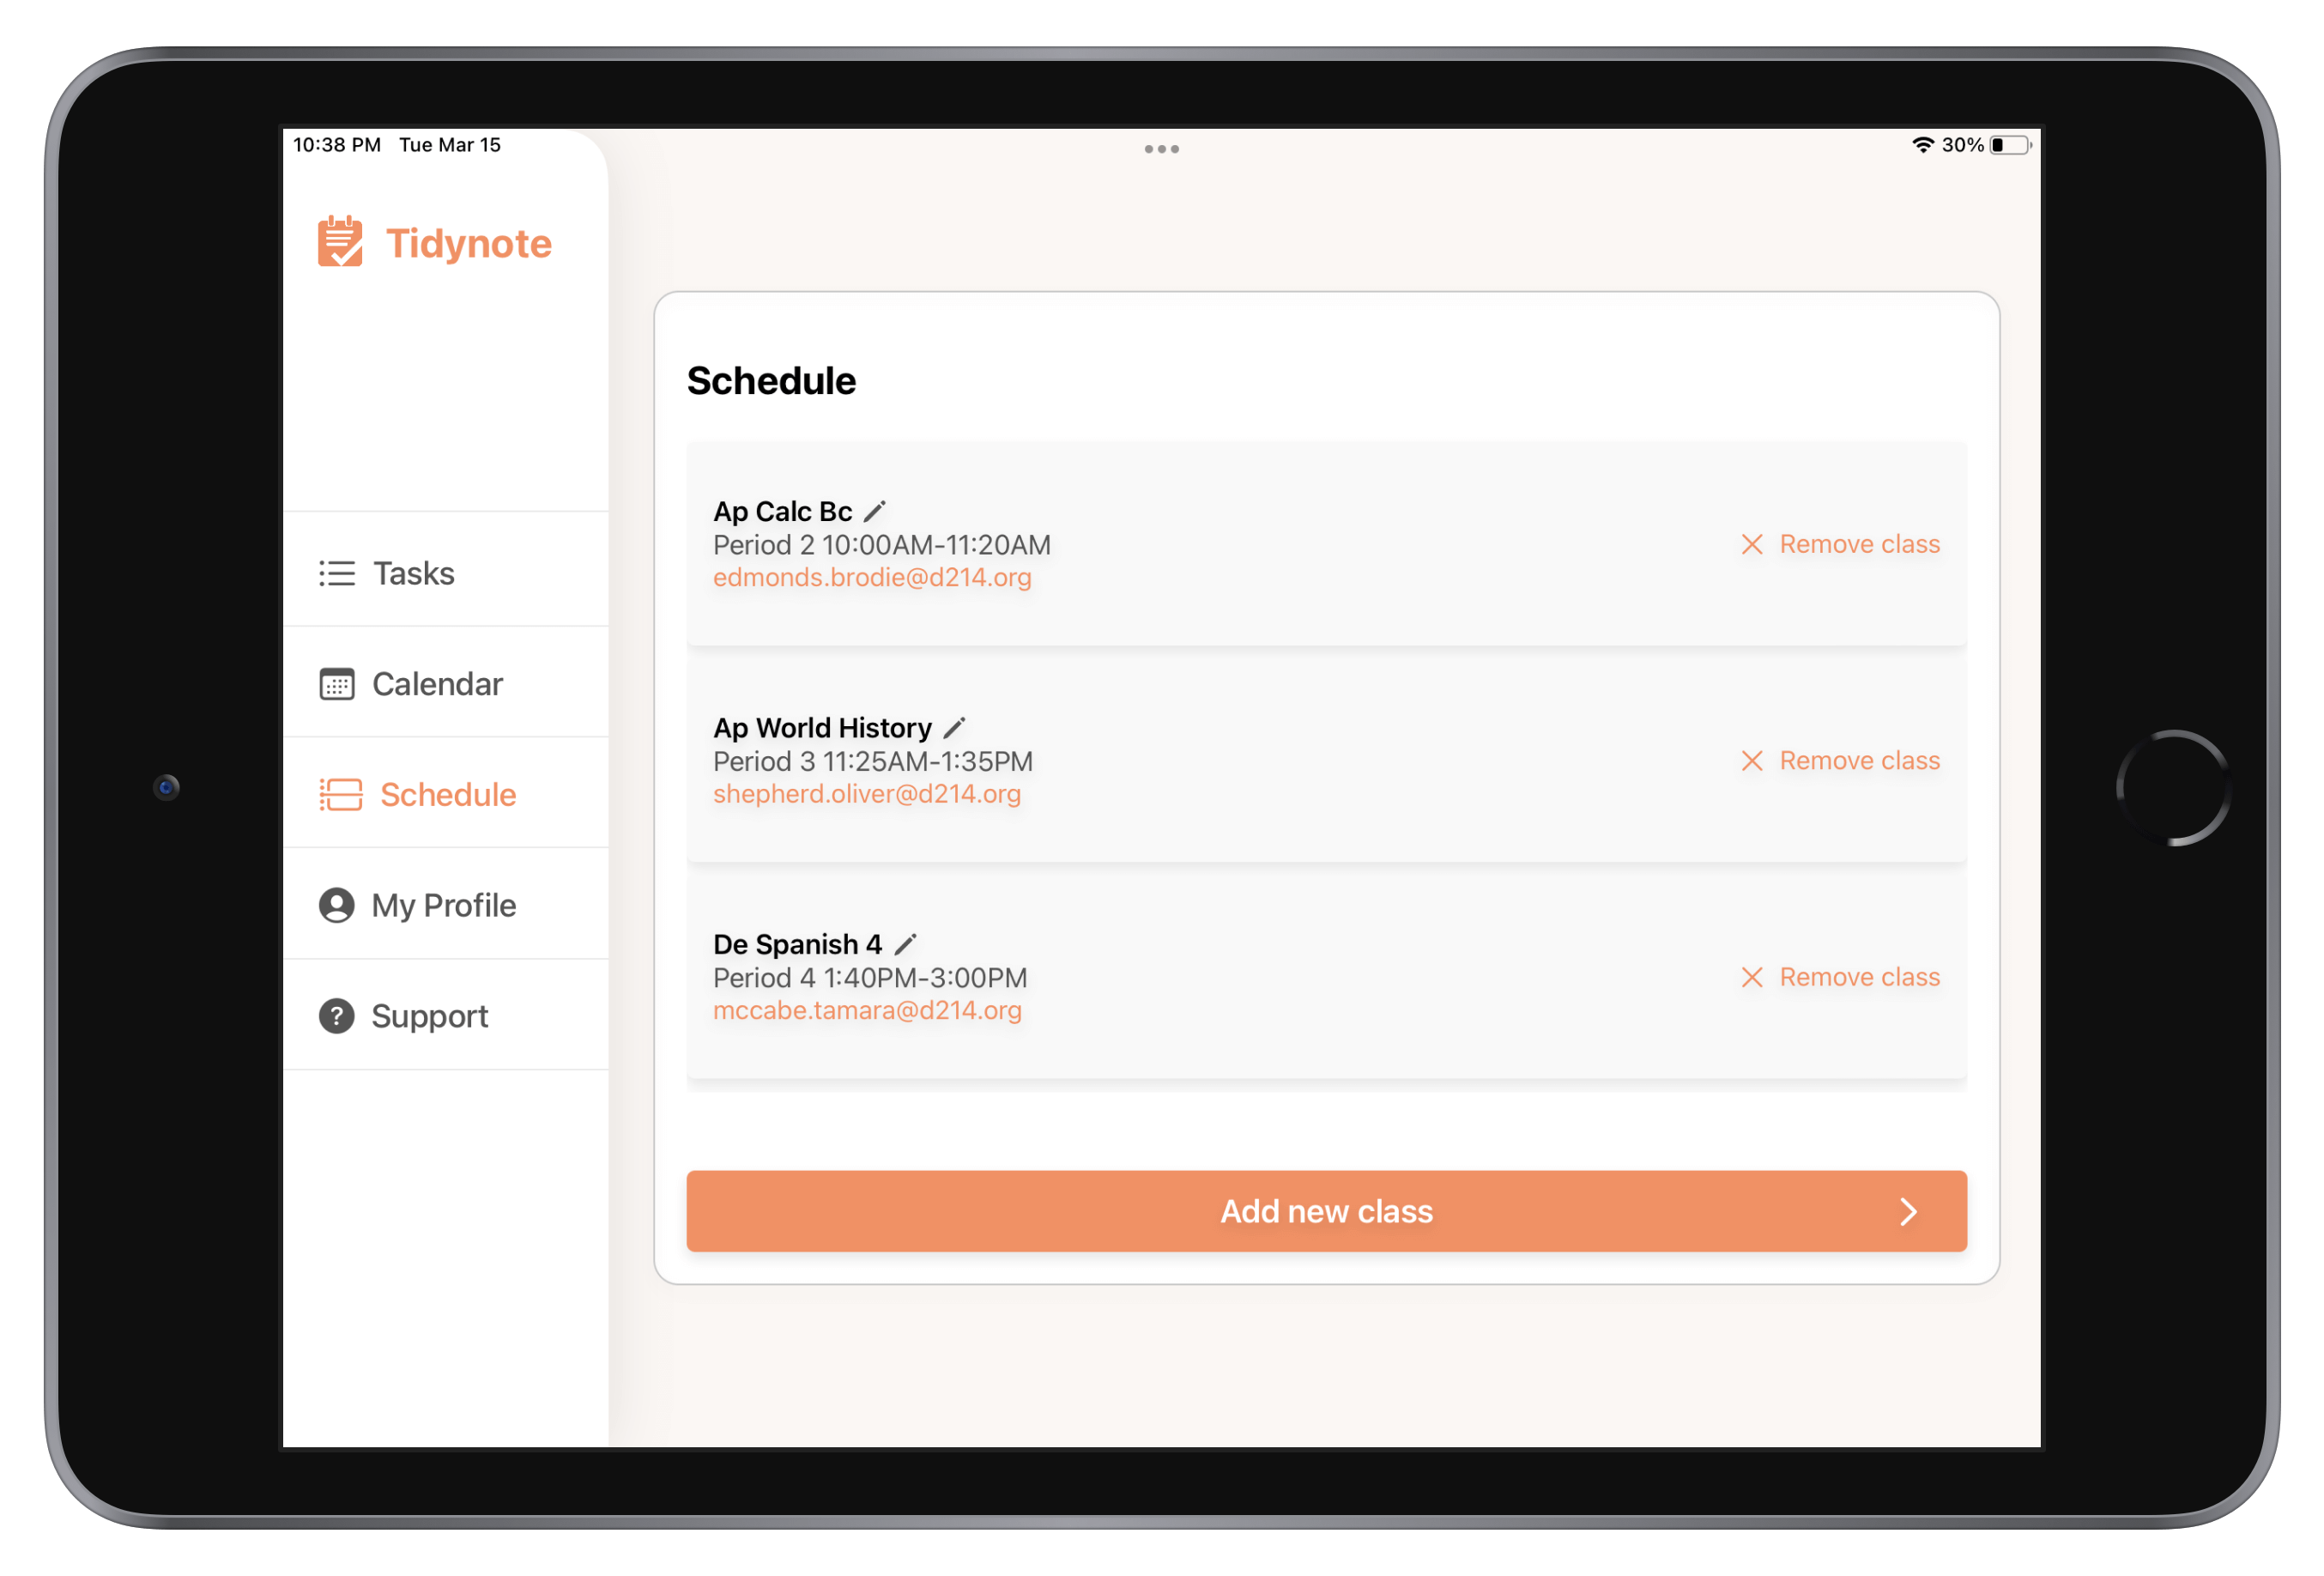 10:38 PM Tue Mar 15
30%
Tidynote
Tasks
Calendar
Schedule
My Profile
Support
Schedule
Ap Calc Bc
Period 2 10:00AM-11:20AM
edmonds.brodie@d214.org
Remove class
Ap World History
Period 3 11:25AM-1:35PM
shepherd.oliver@d214.org
Remove class
De Spanish 4
Period 4 1:40PM-3:00PM
mccabe.tamara@d214.org
Remove class
Add new class